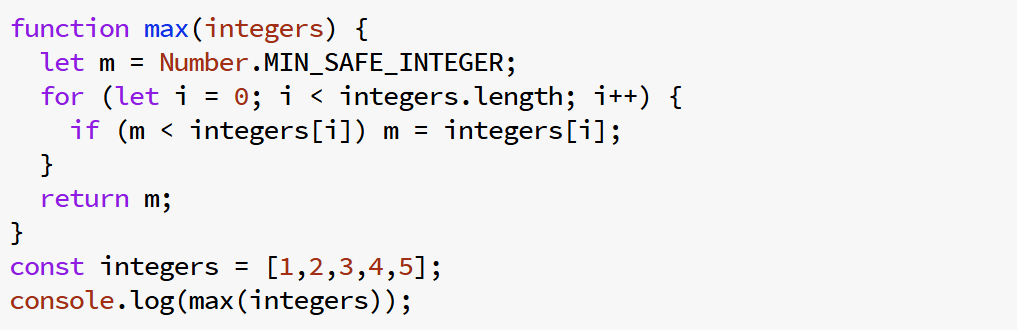 function max(integers) {
  let m = Number.MIN_SAFE_INTEGER;
  for (let i = 0; i < integers.length; i++) {
    if (m < integers[i]) m = integers[i];
  }
  return m;
}
const integers = [1,2,3,4,5];
console.log(max(integers));